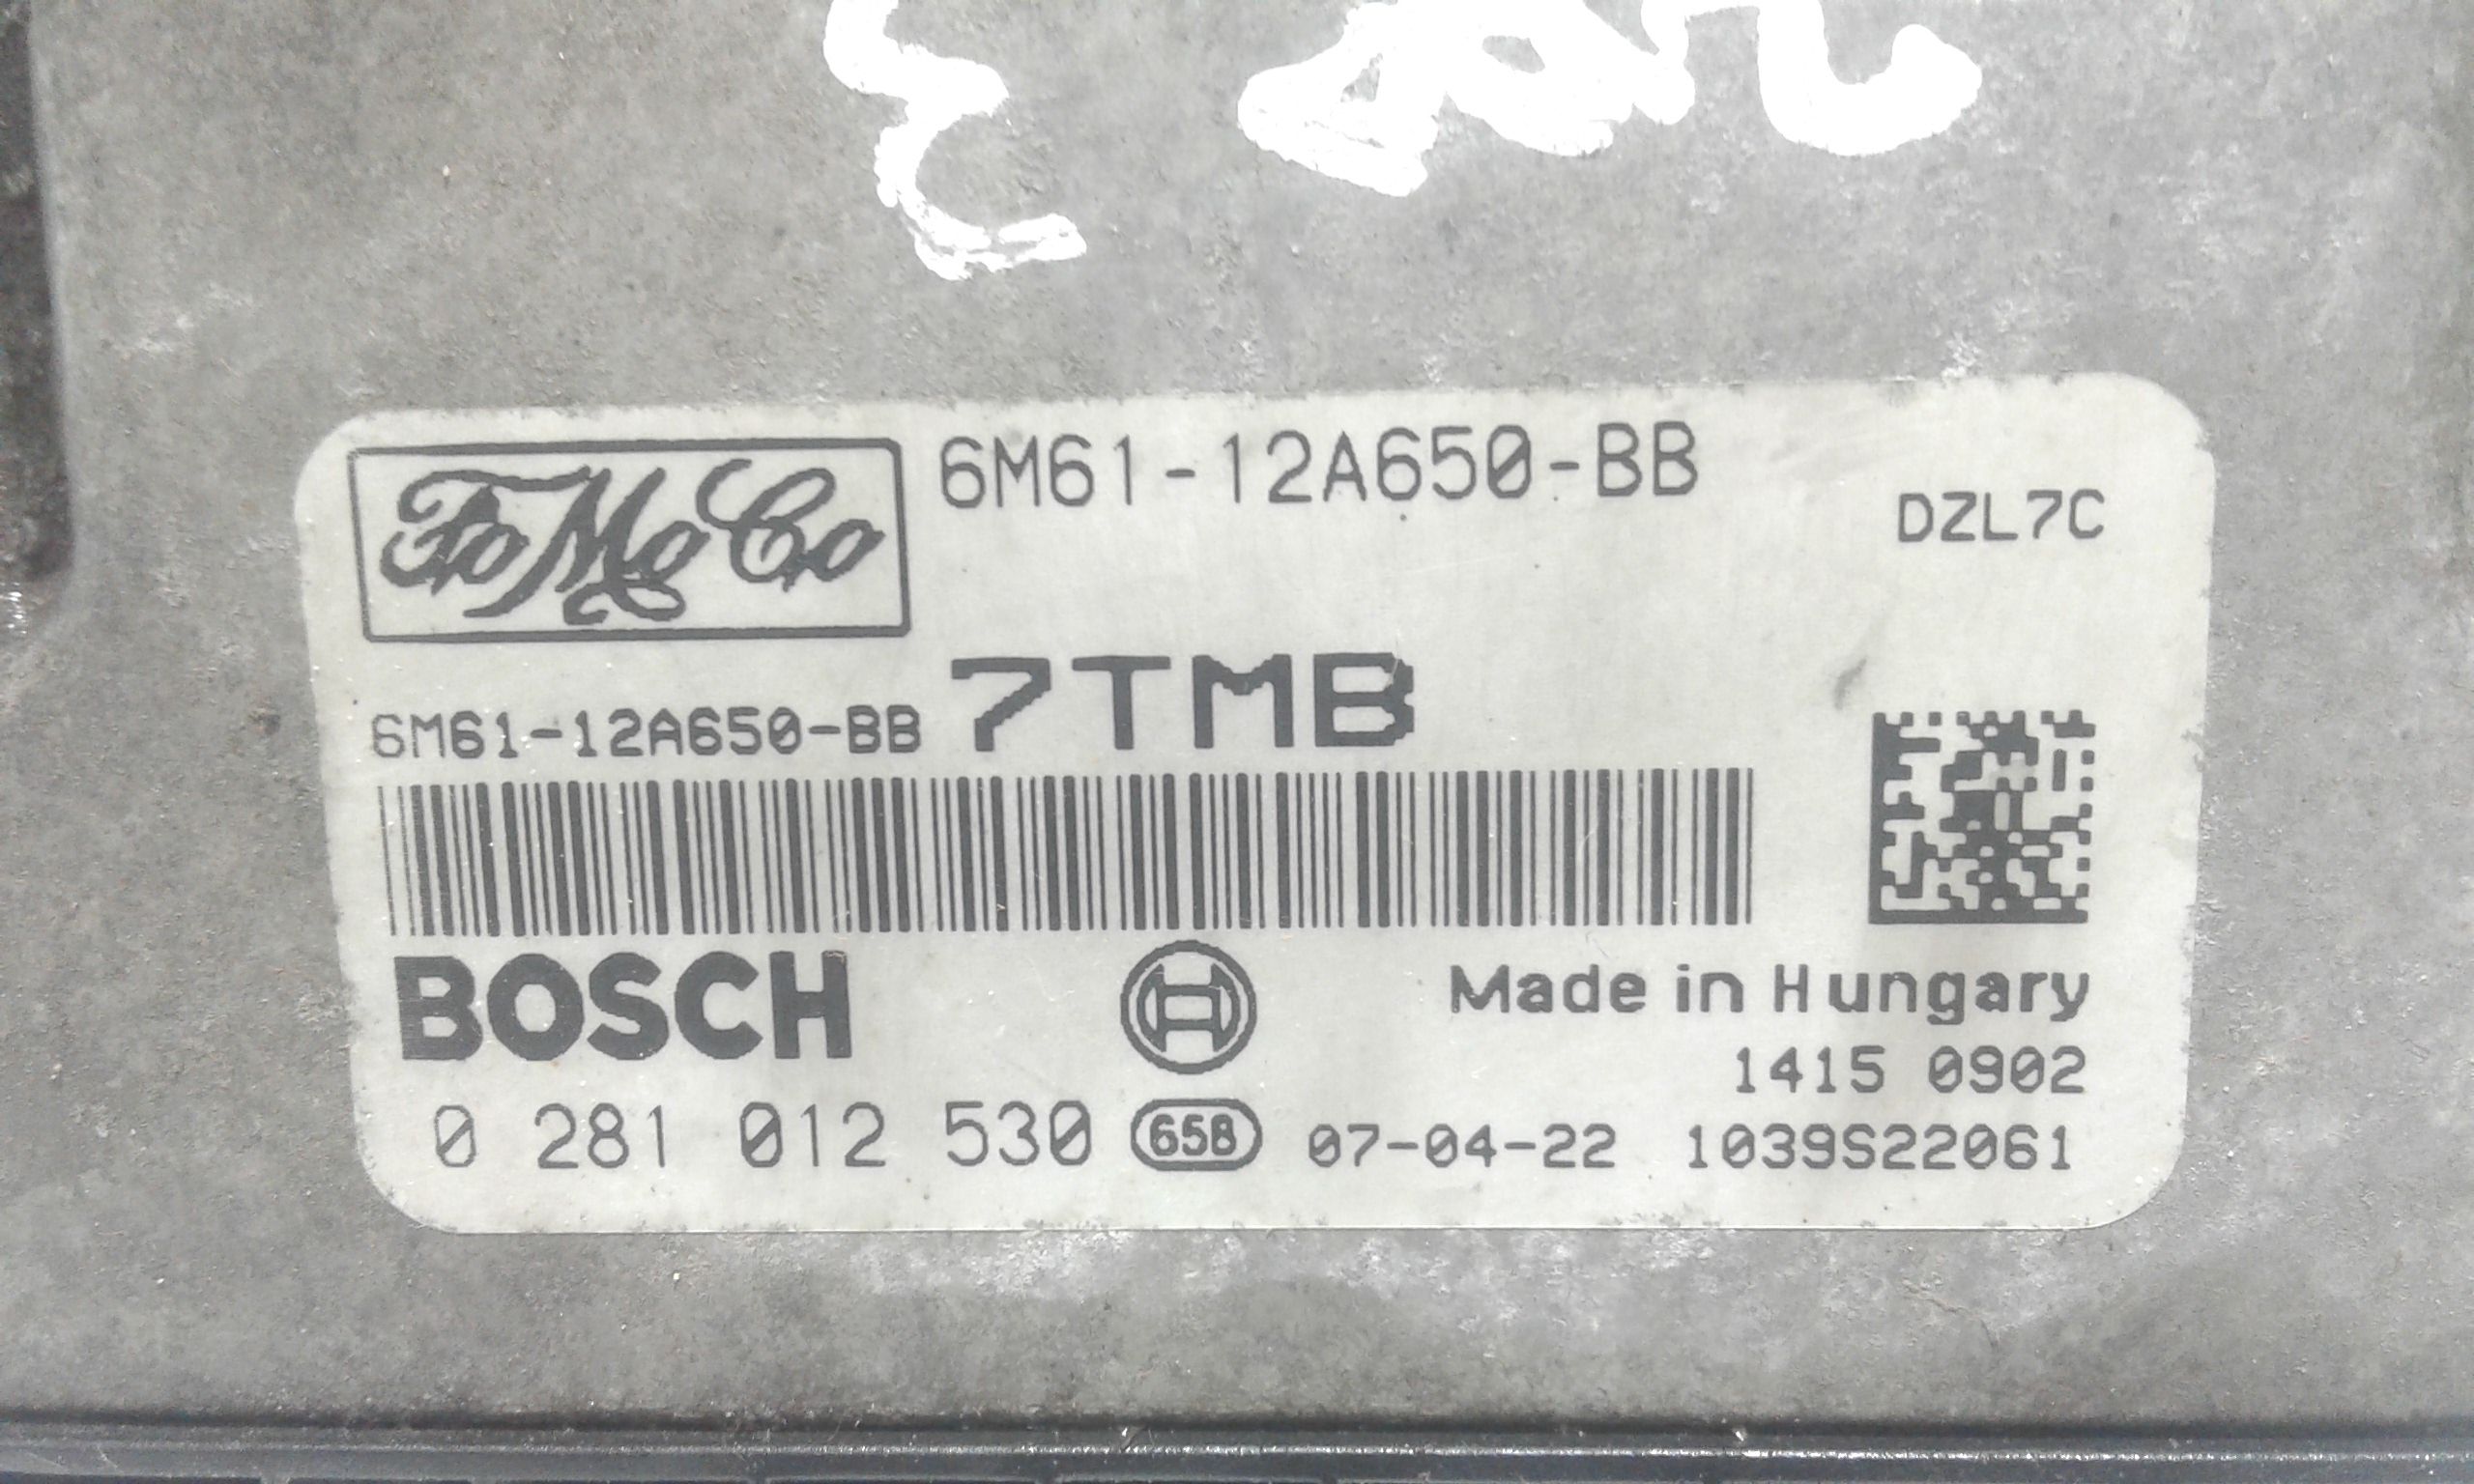 FoMoCo
6M61-12A650-BB
DZL7C
7TMB
6M61-12A650-BB
BOSCH
Made in Hungary
1415 0902
0 281 012 530 658 07-04-22 1039S22061